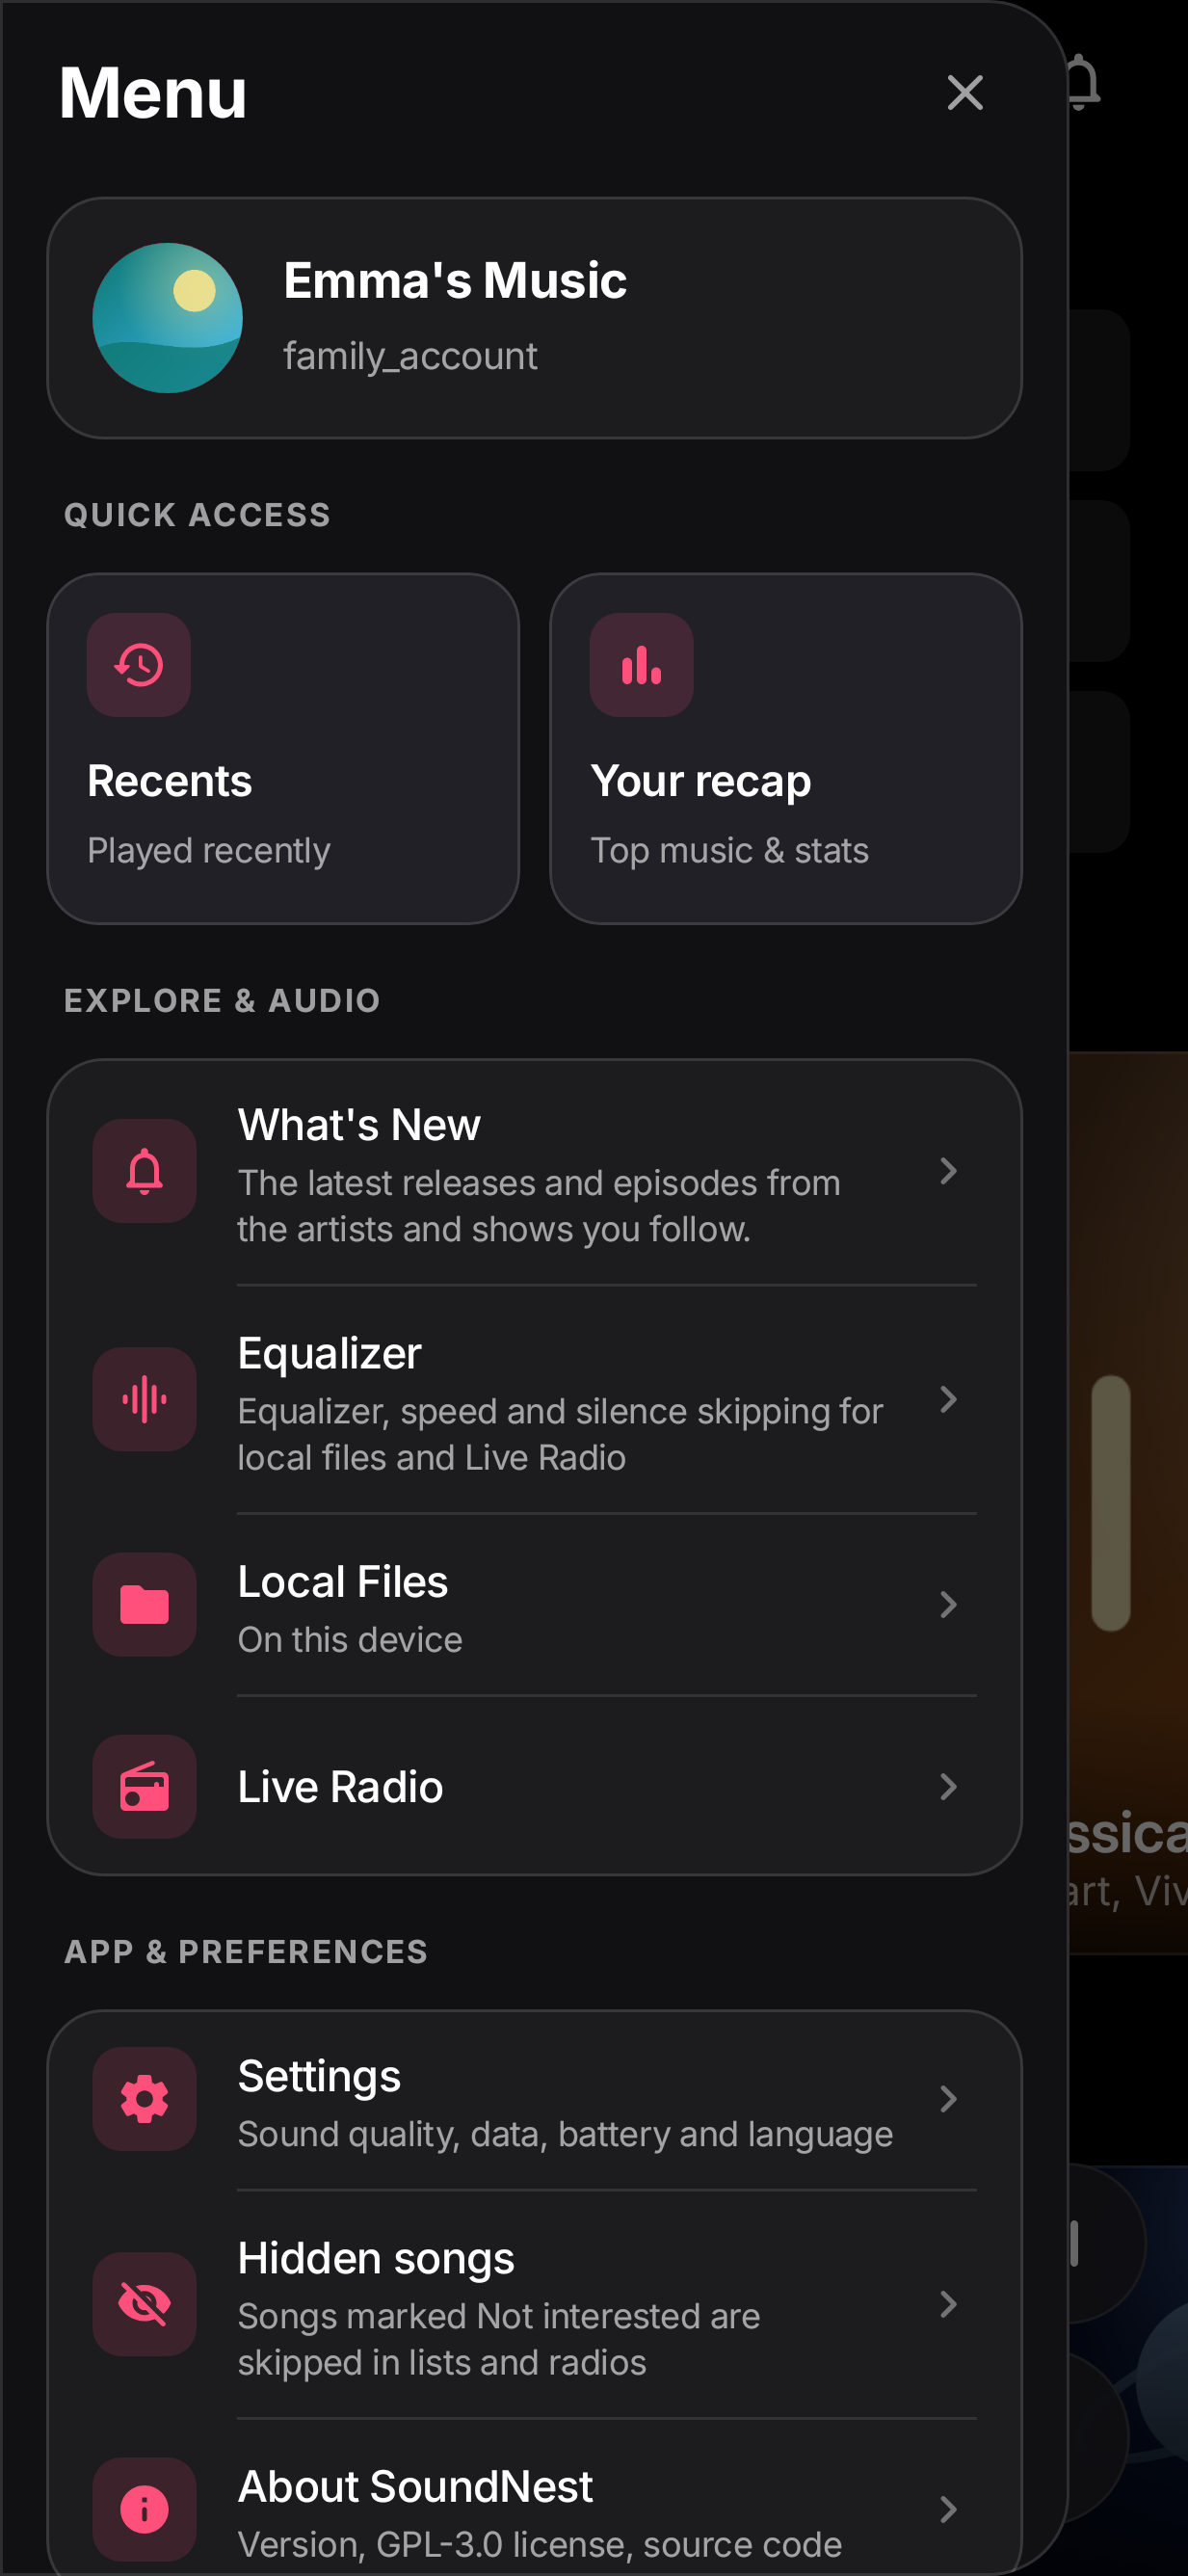 Menu
Emma's Music
family_account
QUICK ACCESS
Recents
Played recently
Your recap
Top music & stats
EXPLORE & AUDIO
What's New
The latest releases and episodes from
the artists and shows you follow.
Equalizer
Equalizer, speed and silence skipping for
local files and Live Radio
Local Files
On this device
Live Radio
ssica
art, Viv
APP & PREFERENCES
Settings
Sound quality, data, battery and language
Hidden songs
Songs marked Not interested are
skipped in lists and radios
About SoundNest
Version, GPL-3.0 license, source code